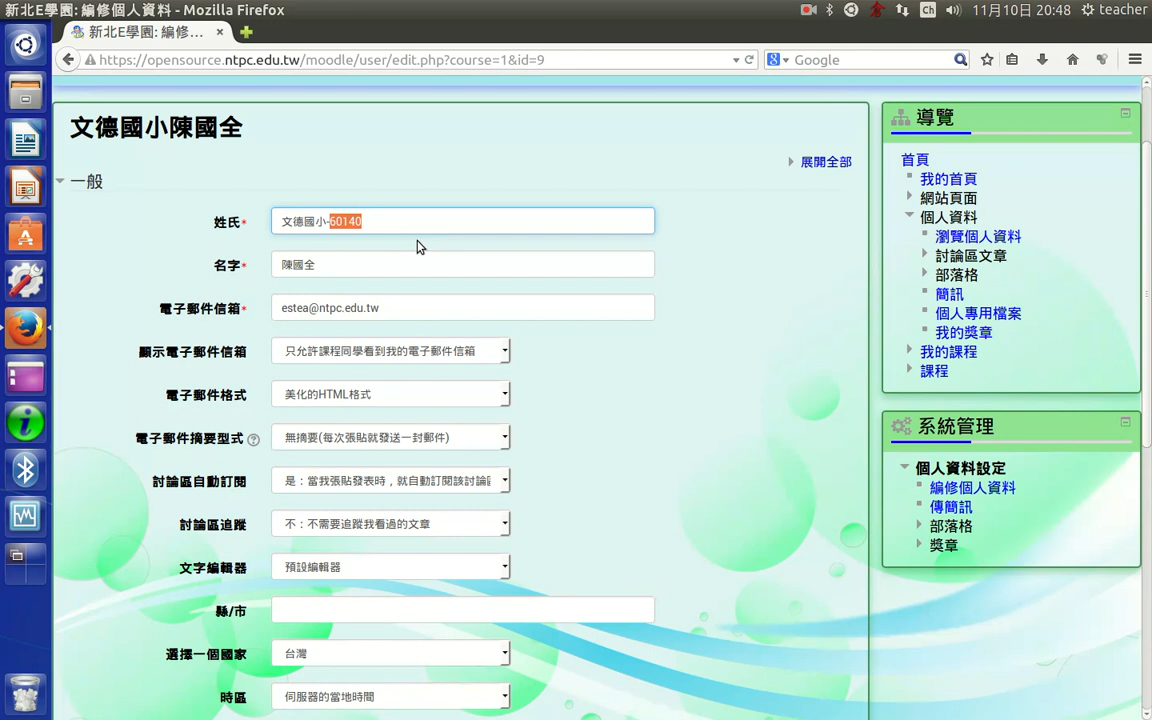 新北E學園: 編修個人資料 - Mozilla Firefox
Ch
11月10日 20:48
teacher
新北E學園: 編修...
https://opensource.ntpc.edu.tw/moodle/user/edit.php?course=1&id=9
Google
文德國小陳國全
展開全部
一般
姓氏*
文德國小-60140
名字*
陳國全
電子郵件信箱*
estea@ntpc.edu.tw
顯示電子郵件信箱
只允許課程同學看到我的電子郵件信箱
電子郵件格式
美化的HTML格式
電子郵件摘要型式
無摘要(每次張貼就發送一封郵件)
討論區自動訂閱
是：當我張貼發表時，就自動訂閱該討論
討論區追蹤
不：不需要追蹤我看過的文章
文字編輯器
預設編輯器
縣/市
選擇一個國家
台灣
時區
伺服器的當地時間
導覽
首頁
我的首頁
網站頁面
個人資料
瀏覽個人資料
討論區文章
部落格
簡訊
個人專用檔案
我的獎章
我的課程
課程
系統管理
個人資料設定
編修個人資料
傳簡訊
部落格
獎章